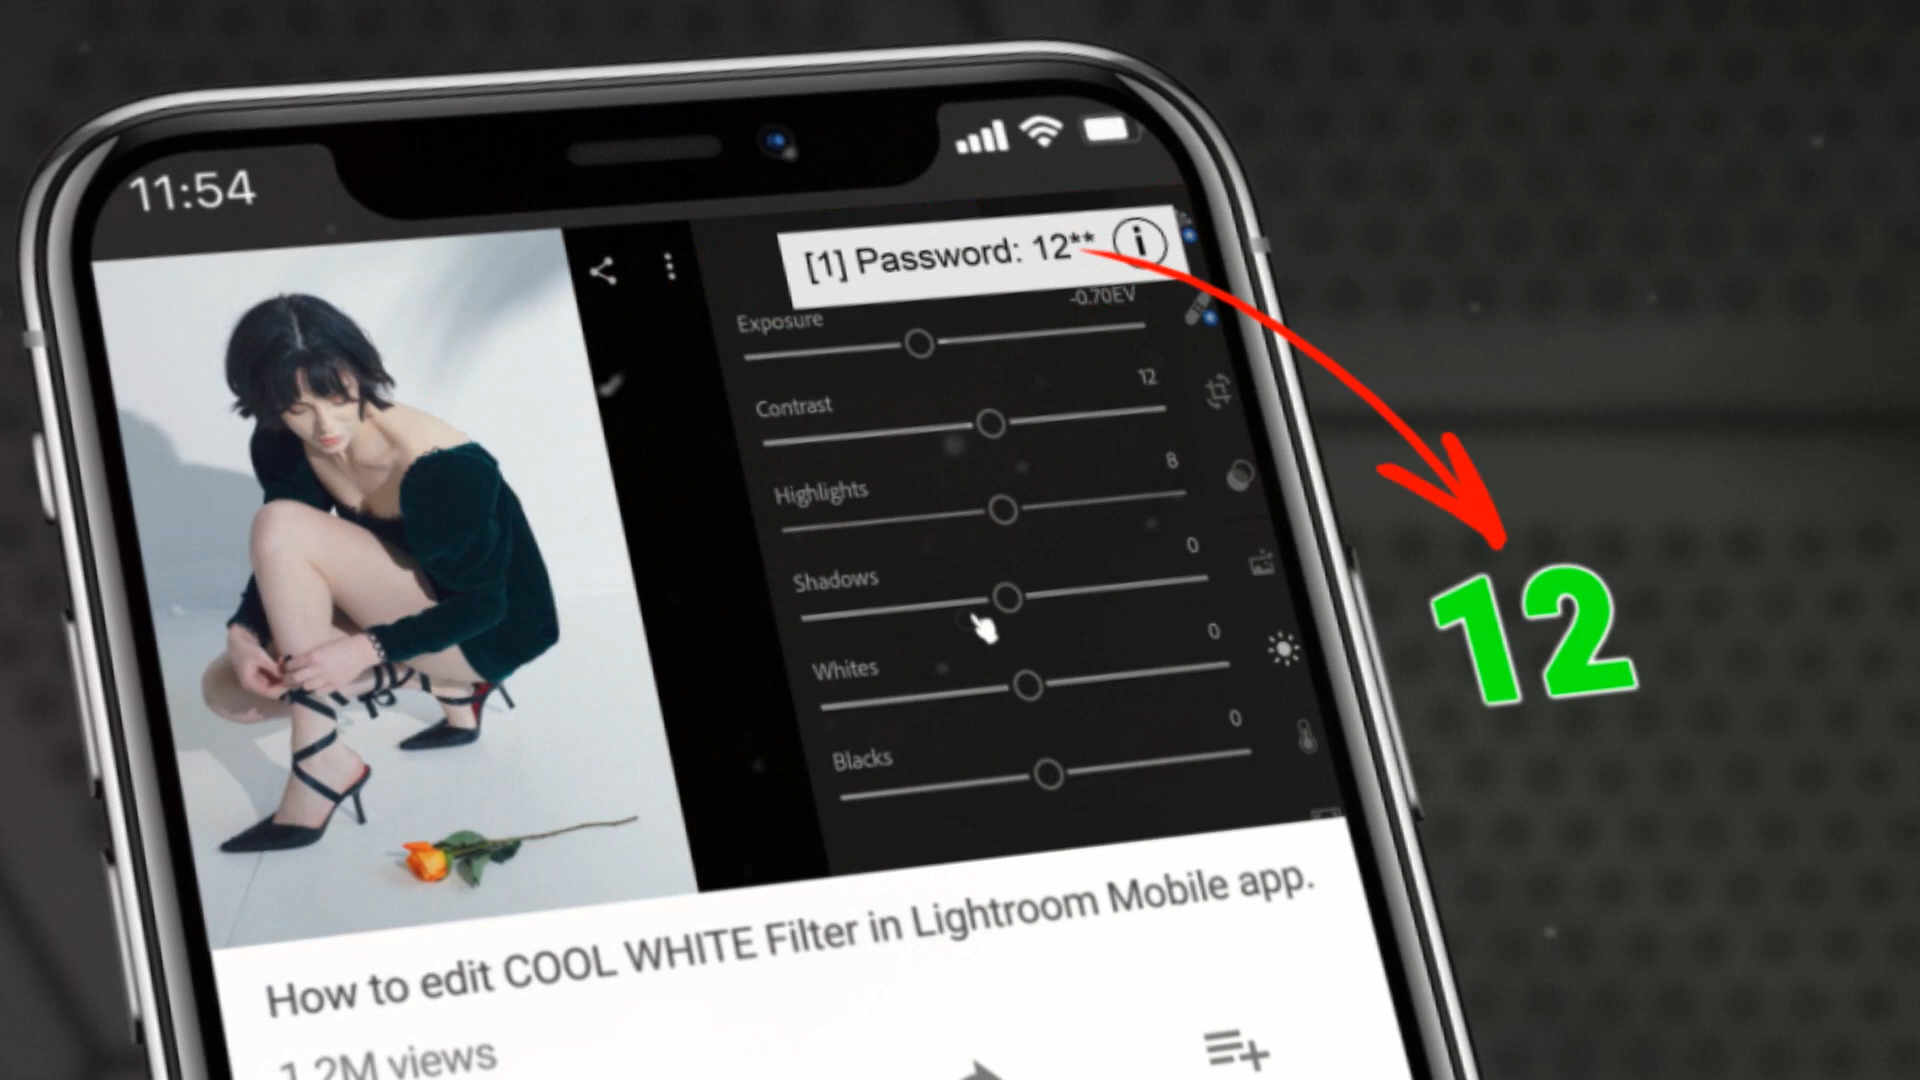 11:54
[1] Password: 12** i
Exposure -0.70EV
Contrast 12
Highlights 8
Shadows 0
Whites 0
Blacks 0
12
How to edit COOL WHITE Filter in Lightroom Mobile app.
1.2M views